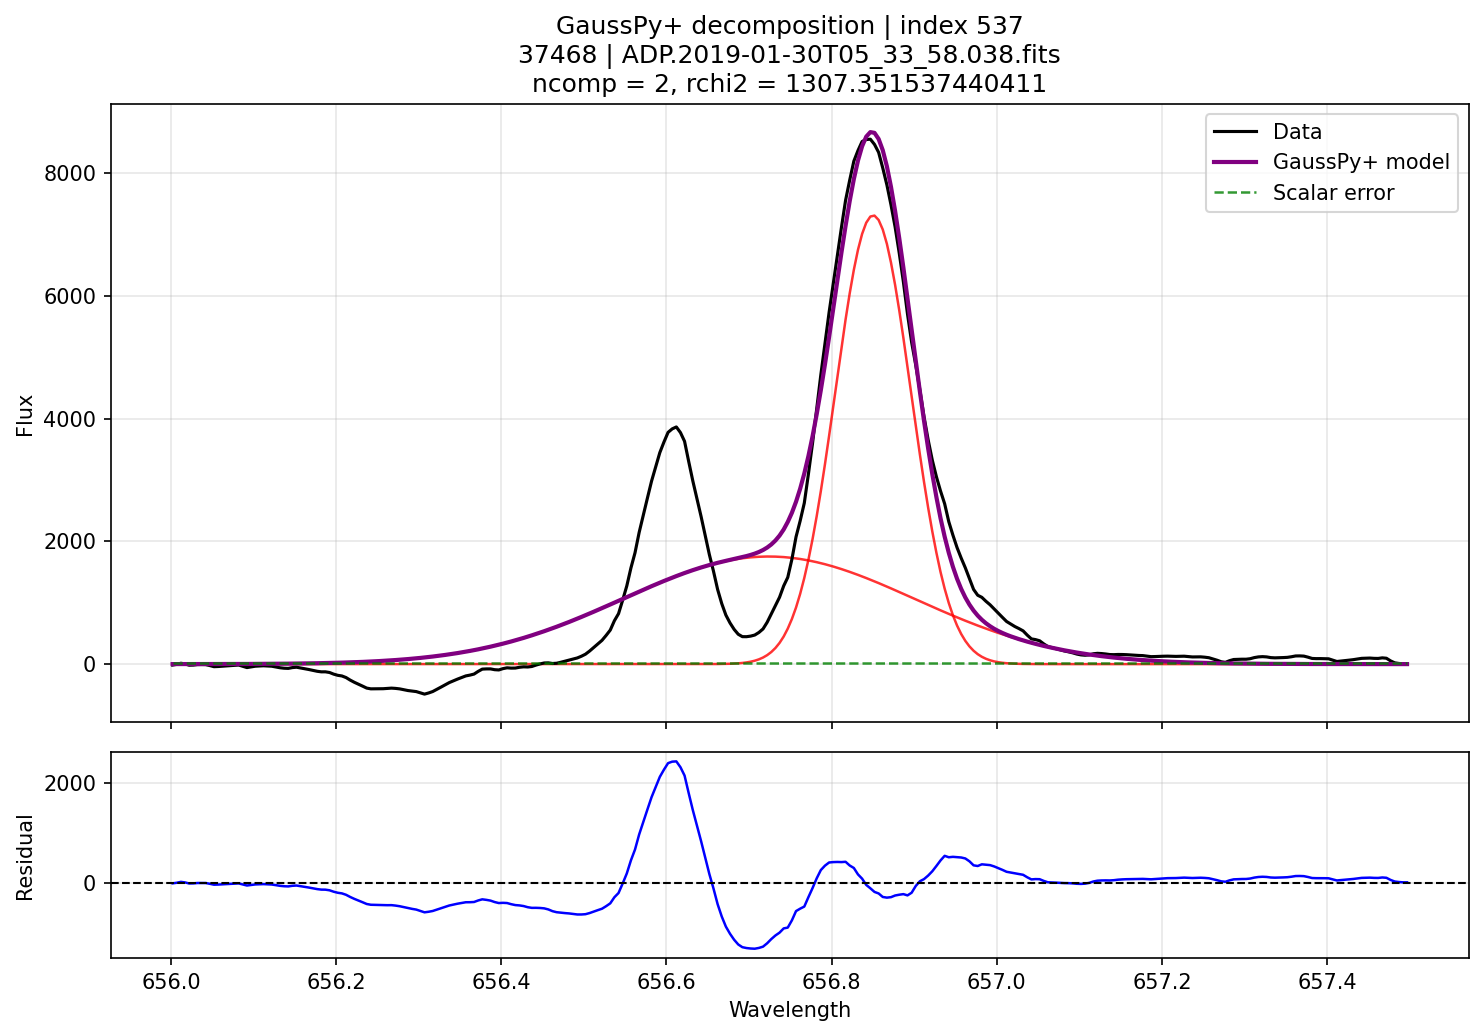 GaussPy+ decomposition | index 537
37468 | ADP.2019-01-30T05_33_58.038.fits
ncomp = 2, rchi2 = 1307.351537440411
Data
GaussPy+ model
Scalar error
Flux
8000
6000
4000
2000
0
Residual
2000
0
656.0
656.2
656.4
656.6
656.8
657.0
657.2
657.4
Wavelength